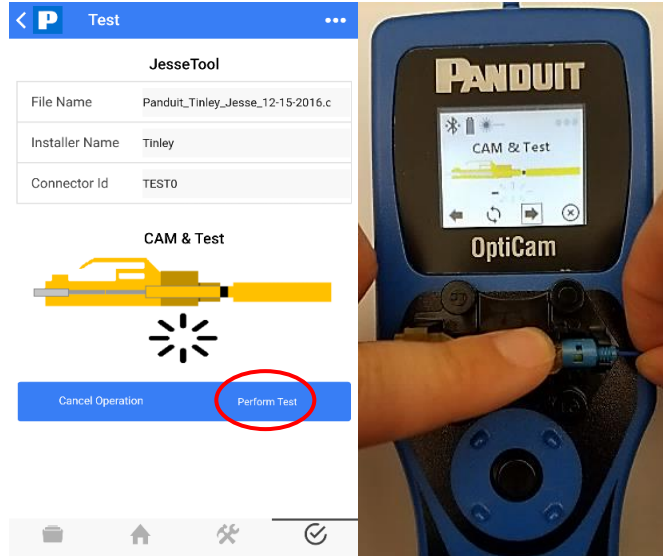 P Test
JesseTool
File Name Panduit_Tinley_Jesse_12-15-2016.c
Installer Name Tinley
Connector Id TEST0
CAM & Test
Cancel Operation Perform Test
PANDUIT
CAM & Test
OptiCam